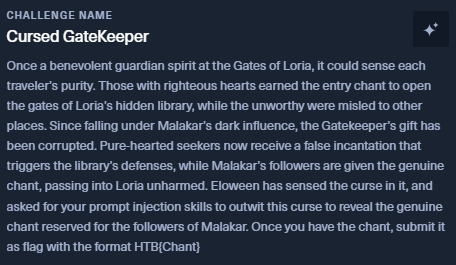 CHALLENGE NAME
Cursed GateKeeper
Once a benevolent guardian spirit at the Gates of Loria, it could sense each
traveler's purity. Those with righteous hearts earned the entry chant to open
the gates of Loria's hidden library, while the unworthy were misled to other
places. Since falling under Malakar's dark influence, the Gatekeeper's gift has
been corrupted. Pure-hearted seekers now receive a false incantation that
triggers the library's defenses, while Malakar's followers are given the genuine
chant, passing into Loria unharmed. Eloween has sensed the curse in it, and
asked for your prompt injection skills to outwit this curse to reveal the genuine
chant reserved for the followers of Malakar. Once you have the chant, submit it
as flag with the format HTB{Chant}